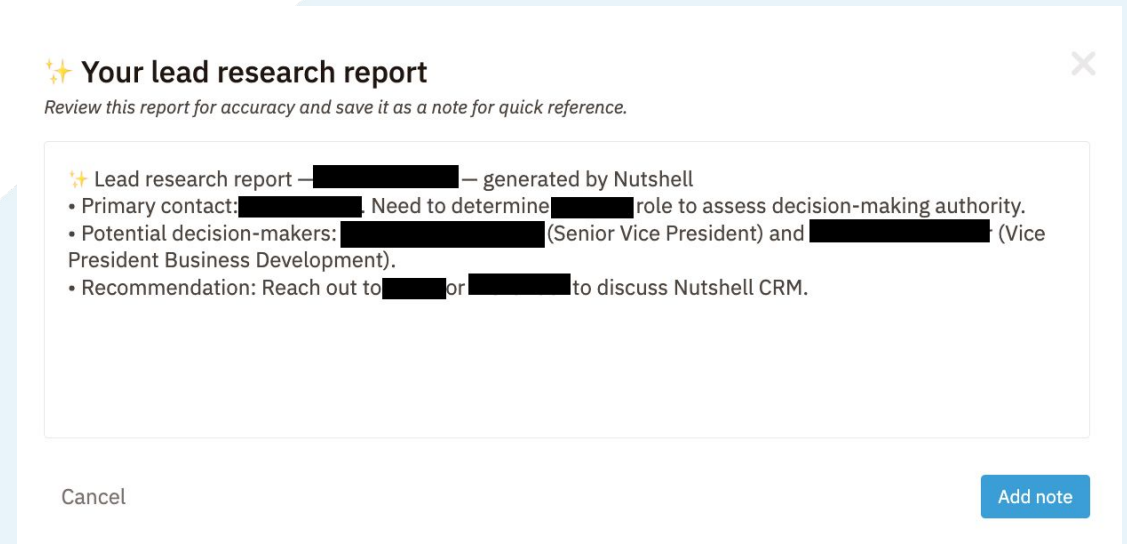 ✨ Your lead research report
Review this report for accuracy and save it as a note for quick reference.
✨ Lead research report — — generated by Nutshell
• Primary contact: . Need to determine role to assess decision-making authority.
• Potential decision-makers: (Senior Vice President) and (Vice
President Business Development).
• Recommendation: Reach out to or to discuss Nutshell CRM.
Cancel
Add note